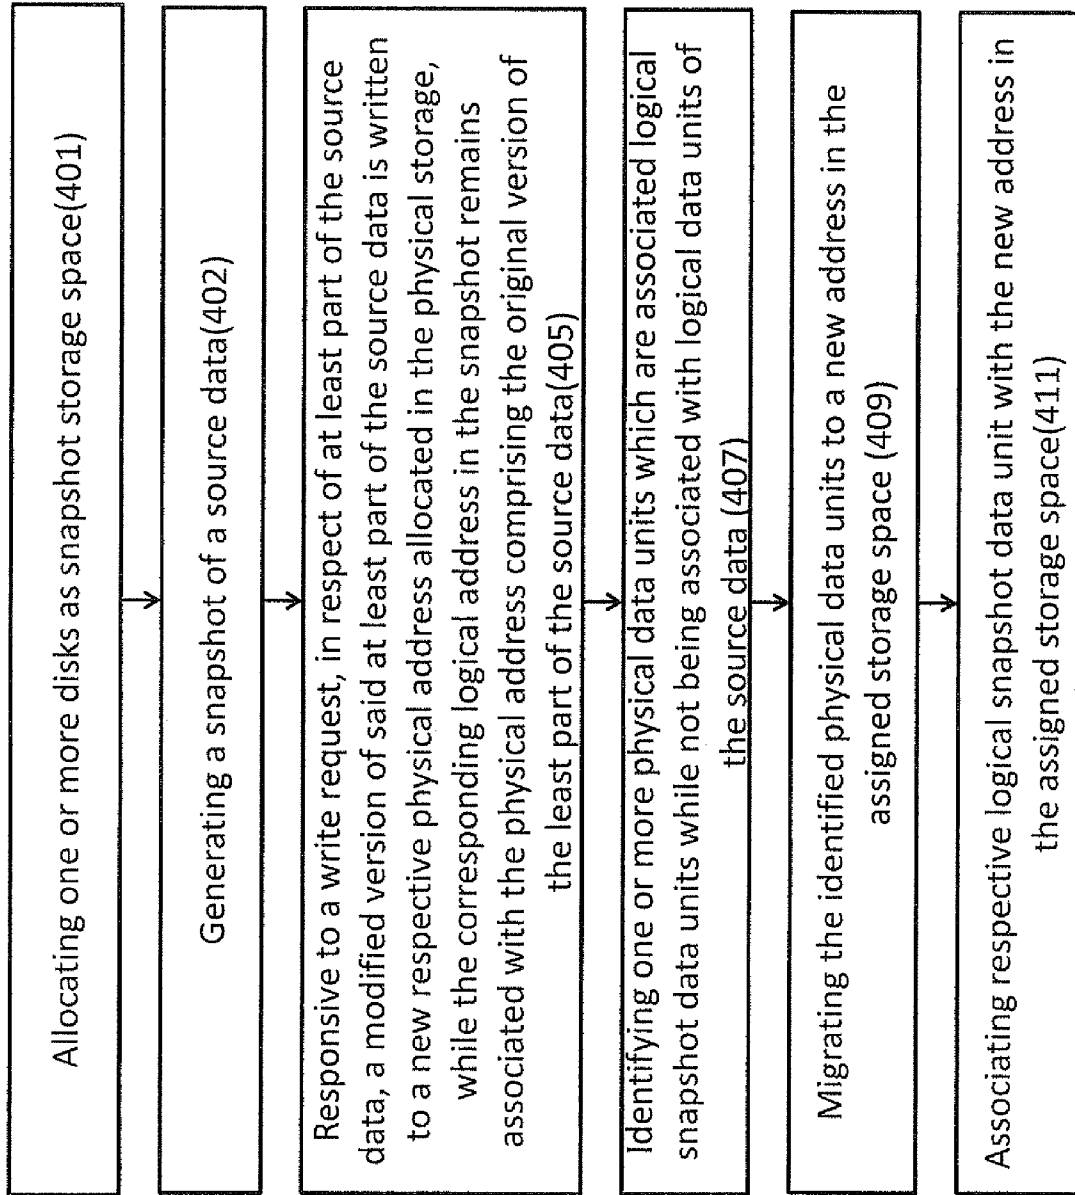 Allocating one or more disks as snapshot storage space(401)
Generating a snapshot of a source data(402)
Responsive to a write request, in respect of at least part of the source
data, a modified version of said at least part of the source data is written
to a new respective physical address allocated in the physical storage,
while the corresponding logical address in the snapshot remains
associated with the physical address comprising the original version of
the least part of the source data(405)
Identifying one or more physical data units which are associated logical
snapshot data units while not being associated with logical data units of
the source data (407)
Migrating the identified physical data units to a new address in the
assigned storage space (409)
Associating respective logical snapshot data unit with the new address in
the assigned storage space(411)